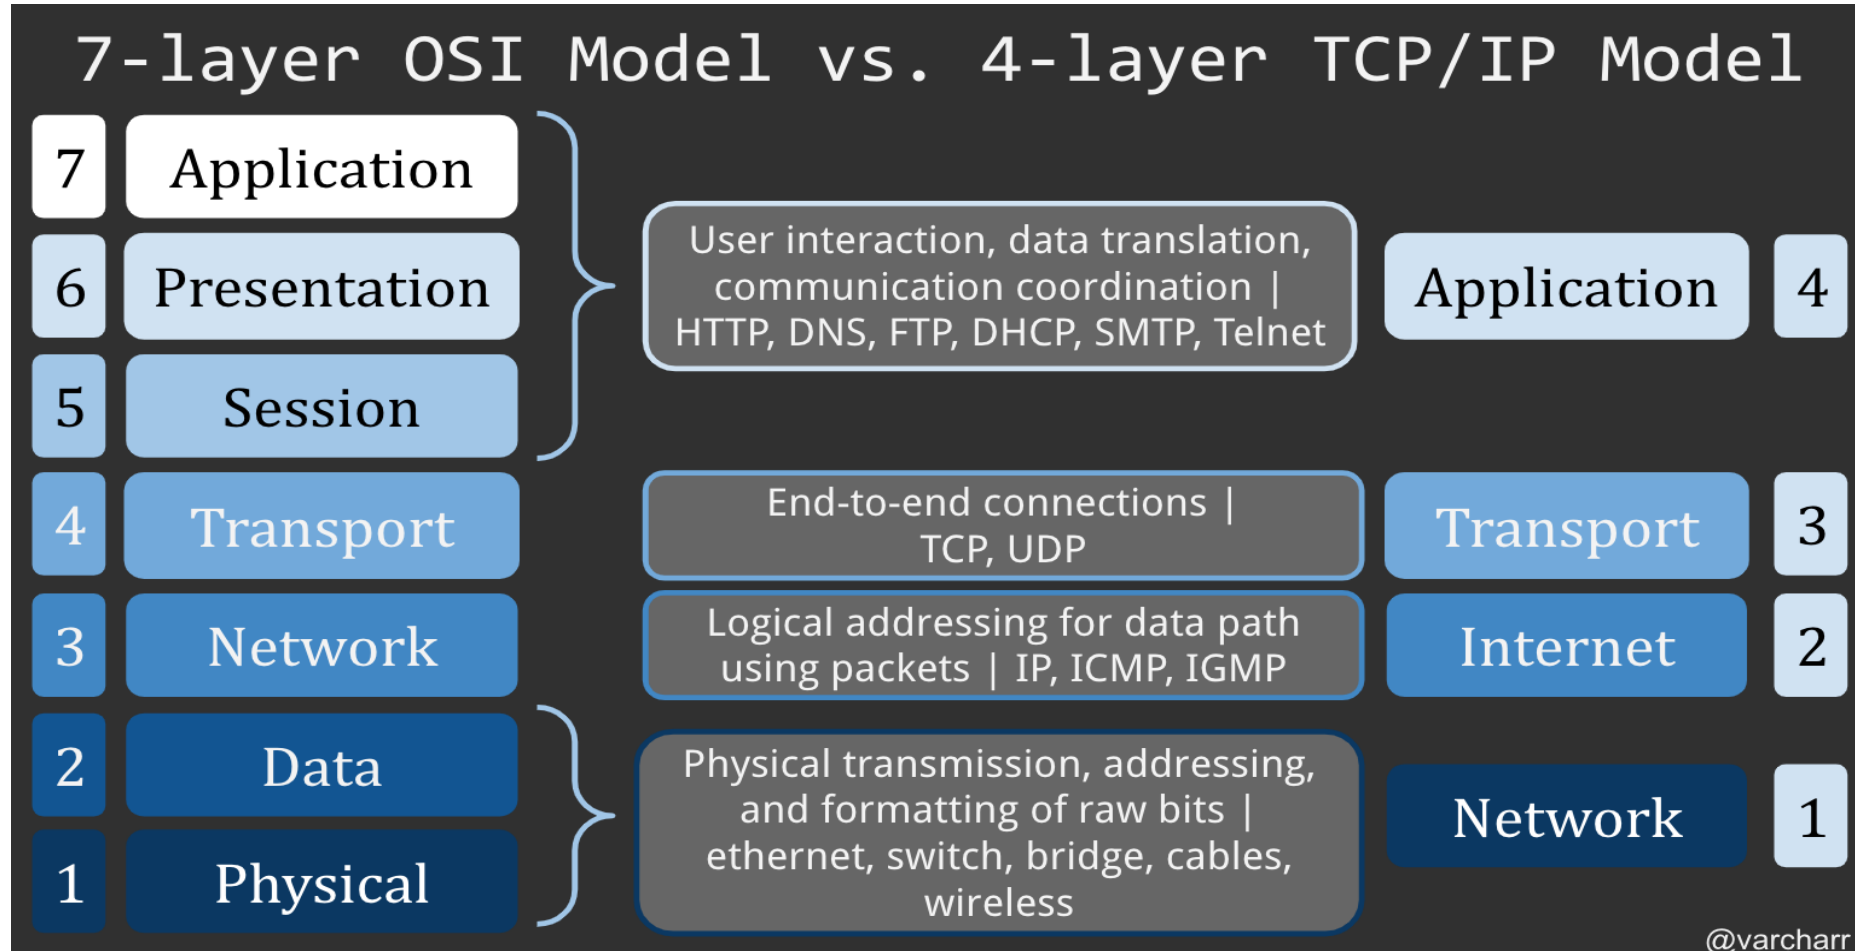 7-layer OSI Model vs. 4-layer TCP/IP Model
7
Application
6
Presentation
5
Session
User interaction, data translation,
communication coordination |
HTTP, DNS, FTP, DHCP, SMTP, Telnet
Application
4
4
Transport
End-to-end connections |
TCP, UDP
Transport
3
3
Network
Logical addressing for data path
using packets | IP, ICMP, IGMP
Internet
2
2
Data
1
Physical
Physical transmission, addressing,
and formatting of raw bits |
ethernet, switch, bridge, cables,
wireless
Network
1
@varcharr